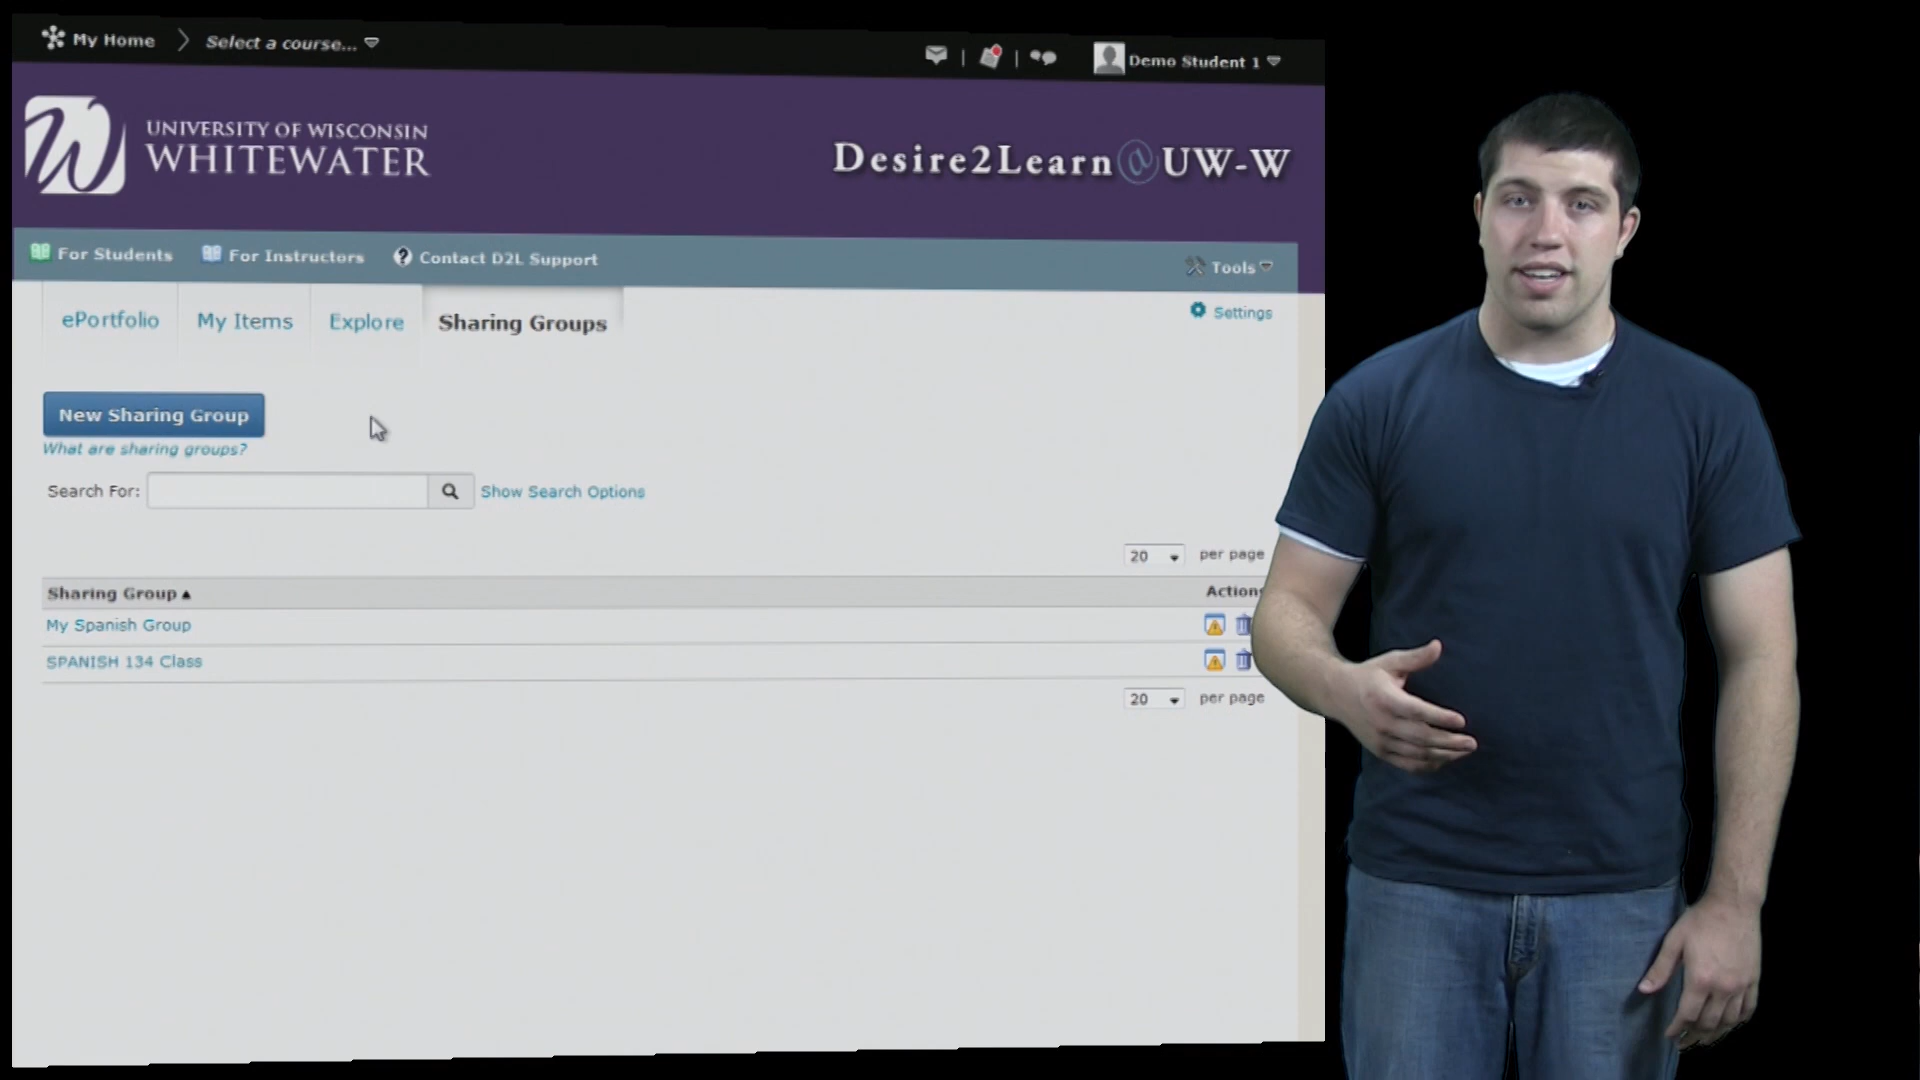 My Home Select a course...
Demo Student 1
UNIVERSITY OF WISCONSIN
WHITEWATER
Desire2Learn@UW-W
For Students For Instructors Contact D2L Support Tools
ePortfolio My Items Explore Sharing Groups Settings
New Sharing Group
What are sharing groups?
Search For: Show Search Options
20 per page
Sharing Group Action
My Spanish Group
SPANISH 134 Class
20 per page